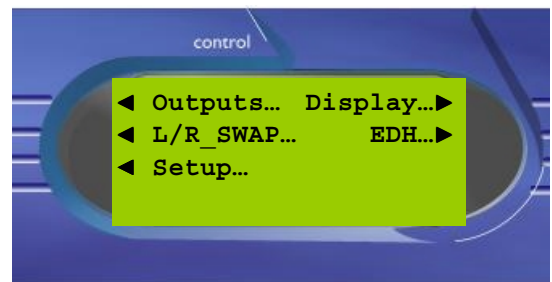 control
◄ Outputs… Display…►
◄ L/R_SWAP… EDH…►
◄ Setup…